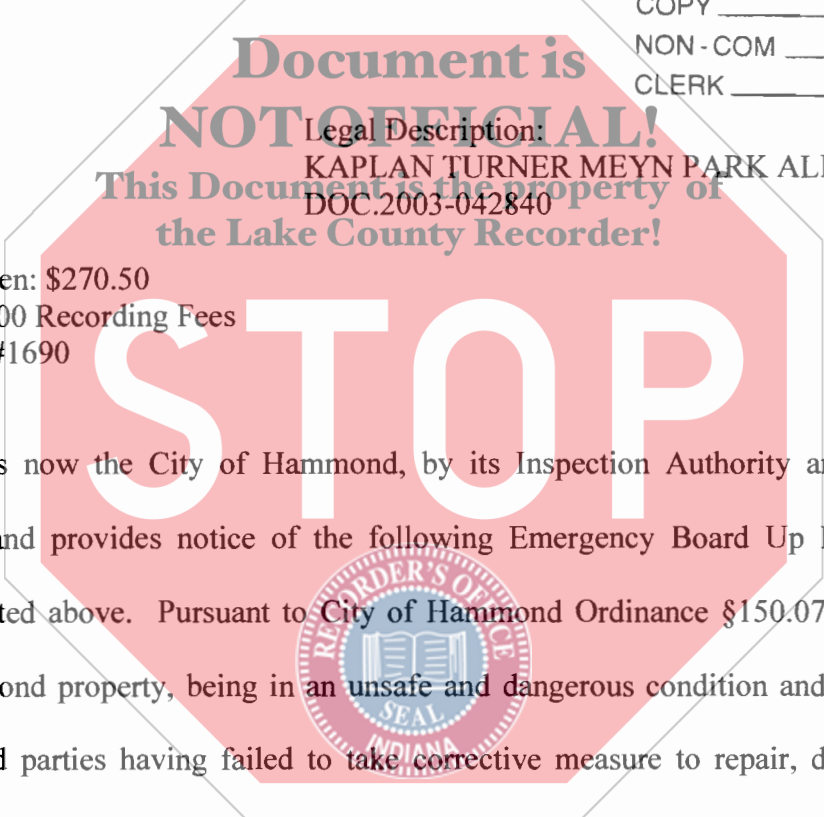 COPY
NON-COM
CLERK
Document is
NOT OFFICIAL!
This Document is the property of
the Lake County Recorder!
Legal Description:
KAPLAN TURNER MEYN PARK ALL
DOC.2003-042840
en: $270.50
00 Recording Fees
#1690
STOP
s now the City of Hammond, by its Inspection Authority a
and provides notice of the following Emergency Board Up
ted above. Pursuant to City of Hammond Ordinance §150.07
ond property, being in an unsafe and dangerous condition and
d parties having failed to take corrective measure to repair, d
RECORDER'S OFFICE
SEAL
INDIANA